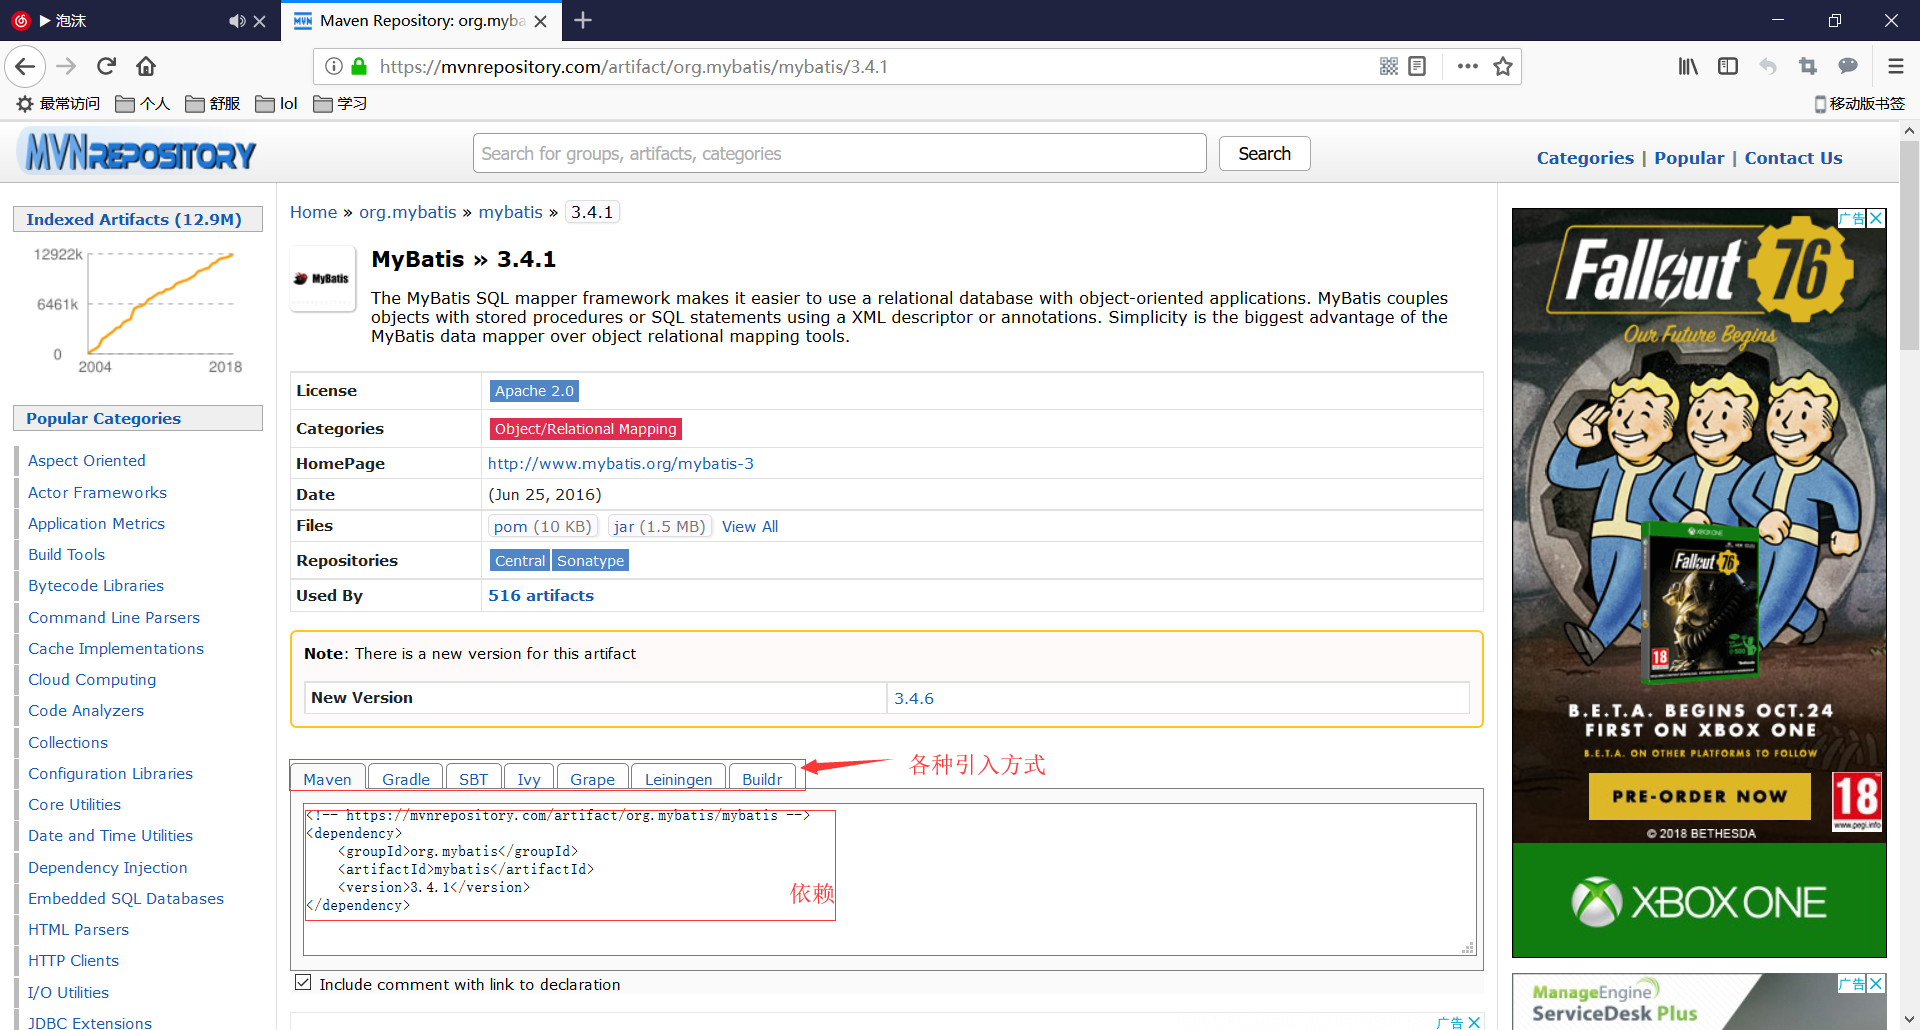 泡沫
Maven Repository: org.myba
https://mvnrepository.com/artifact/org.mybatis/mybatis/3.4.1
最常访问 个人 舒服 lol 学习 移动版书签
MVNREPOSITORY
Search for groups, artifacts, categories
Search
Categories | Popular | Contact Us
Indexed Artifacts (12.9M)
12922k
6461k
0
2004 2018
Popular Categories
Aspect Oriented
Actor Frameworks
Application Metrics
Build Tools
Bytecode Libraries
Command Line Parsers
Cache Implementations
Cloud Computing
Code Analyzers
Collections
Configuration Libraries
Core Utilities
Date and Time Utilities
Dependency Injection
Embedded SQL Databases
HTML Parsers
HTTP Clients
I/O Utilities
JDBC Extensions
Home » org.mybatis » mybatis » 3.4.1
MyBatis
MyBatis » 3.4.1
The MyBatis SQL mapper framework makes it easier to use a relational database with object-oriented applications. MyBatis couples
objects with stored procedures or SQL statements using a XML descriptor or annotations. Simplicity is the biggest advantage of the
MyBatis data mapper over object relational mapping tools.
License Apache 2.0
Categories Object/Relational Mapping
HomePage http://www.mybatis.org/mybatis-3
Date (Jun 25, 2016)
Files pom (10 KB) jar (1.5 MB) View All
Repositories Central Sonatype
Used By 516 artifacts
Note: There is a new version for this artifact
New Version 3.4.6
Maven Gradle SBT Ivy Grape Leiningen Buildr
各种引入方式
<!-- https://mvnrepository.com/artifact/org.mybatis/mybatis -->
<dependency>
<groupId>org.mybatis</groupId>
<artifactId>mybatis</artifactId>
<version>3.4.1</version>
</dependency>
依赖
Include comment with link to declaration
广告
广告
Fallout 76
Our Future Begins
XBOX ONE
Fallout 76
18
B.E.T.A. BEGINS OCT.24
FIRST ON XBOX ONE
B.E.T.A. ON OTHER PLATFORMS TO FOLLOW
PRE-ORDER NOW
18
www.pegi.info
© 2018 BETHESDA
XBOX ONE
广告
ManageEngine
ServiceDesk Plus